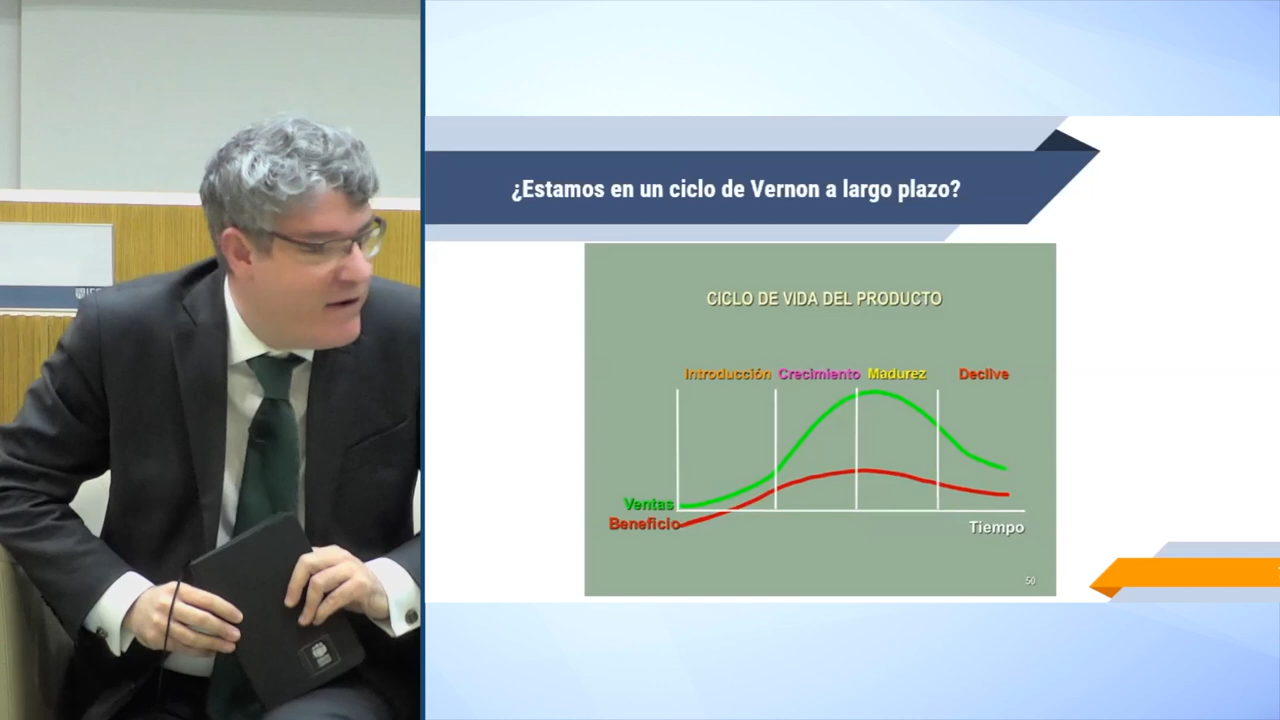 ¿Estamos en un ciclo de Vernon a largo plazo?
CICLO DE VIDA DEL PRODUCTO
Introducción Crecimiento Madurez Declive
Ventas
Beneficio
Tiempo
50